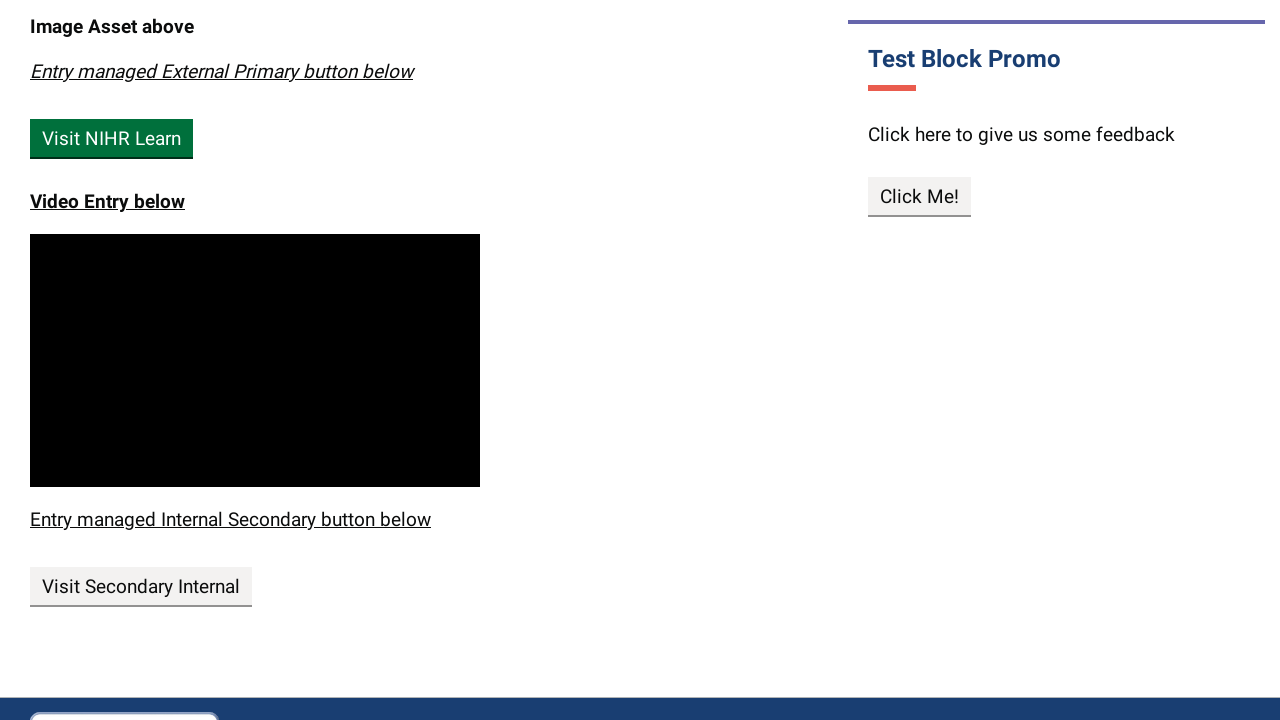 Image Asset above
Entry managed External Primary button below
Visit NIHR Learn
Video Entry below
Entry managed Internal Secondary button below
Visit Secondary Internal
Test Block Promo
Click here to give us some feedback
Click Me!